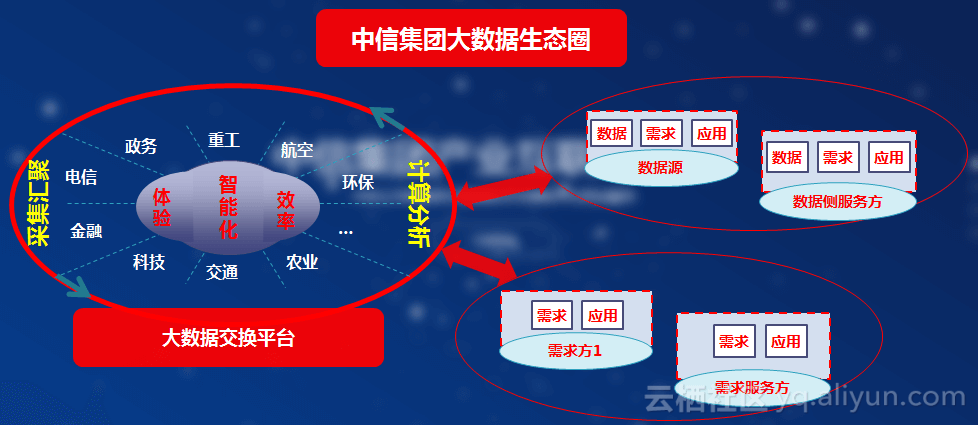 中信集团大数据生态圈
采集汇聚
电信
政务
重工
航空
环保
...
金融
科技
交通
农业
体验
智能化
效率
计算分析
大数据交换平台
数据 需求 应用
数据源
数据 需求 应用
数据侧服务方
需求 应用
需求方1
需求 应用
需求服务方
云栖社区 yq.aliyun.com